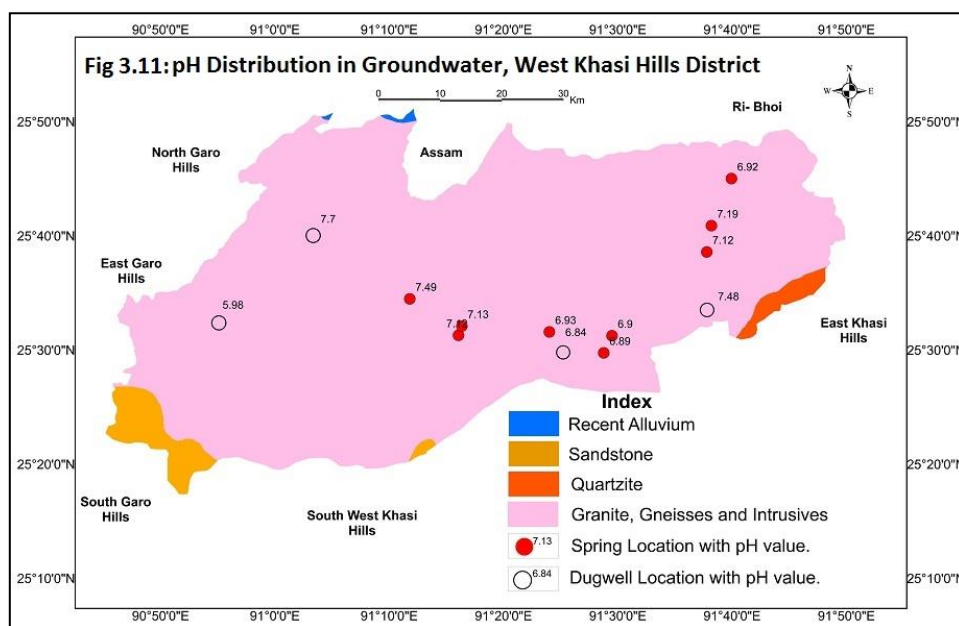 90°50'0"E 91°0'0"E 91°10'0"E 91°20'0"E 91°30'0"E 91°40'0"E 91°50'0"E
Fig 3.11: pH Distribution in Groundwater, West Khasi Hills District
0 10 20 30
Km
N
W E
S
Ri- Bhoi
25°50'0"N 25°50'0"N
North Garo
Hills
Assam
6.92
7.7
7.19
25°40'0"N 25°40'0"N
7.12
East Garo
Hills
7.49
7.48
5.98
7.13
6.93
6.9
6.84
East Khasi
Hills
25°30'0"N 25°30'0"N
6.89
Index
Recent Alluvium
25°20'0"N 25°20'0"N
Sandstone
Quartzite
South Garo
Hills
South West Khasi
Hills
Granite, Gneisses and Intrusives
7.13 Spring Location with pH value.
25°10'0"N 25°10'0"N
6.84 Dugwell Location with pH value.
90°50'0"E 91°0'0"E 91°10'0"E 91°20'0"E 91°30'0"E 91°40'0"E 91°50'0"E